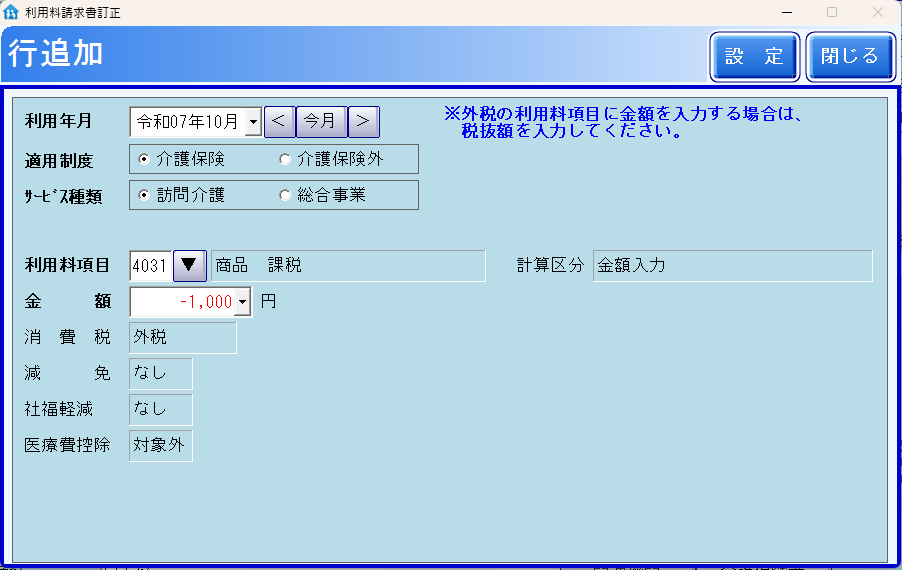 利用料請求書訂正
行追加
設　定
閉じる
利用年月
令和07年10月
<
今月
>
※外税の利用料項目に金額を入力する場合は、
税抜額を入力してください。
適用制度
介護保険
介護保険外
ｻｰﾋﾞｽ種類
訪問介護
総合事業
利用料項目
4031
▼
商品　課税
計算区分
金額入力
金　　額
-1,000
円
消　費　税
外税
減　　免
なし
社福軽減
なし
医療費控除
対象外